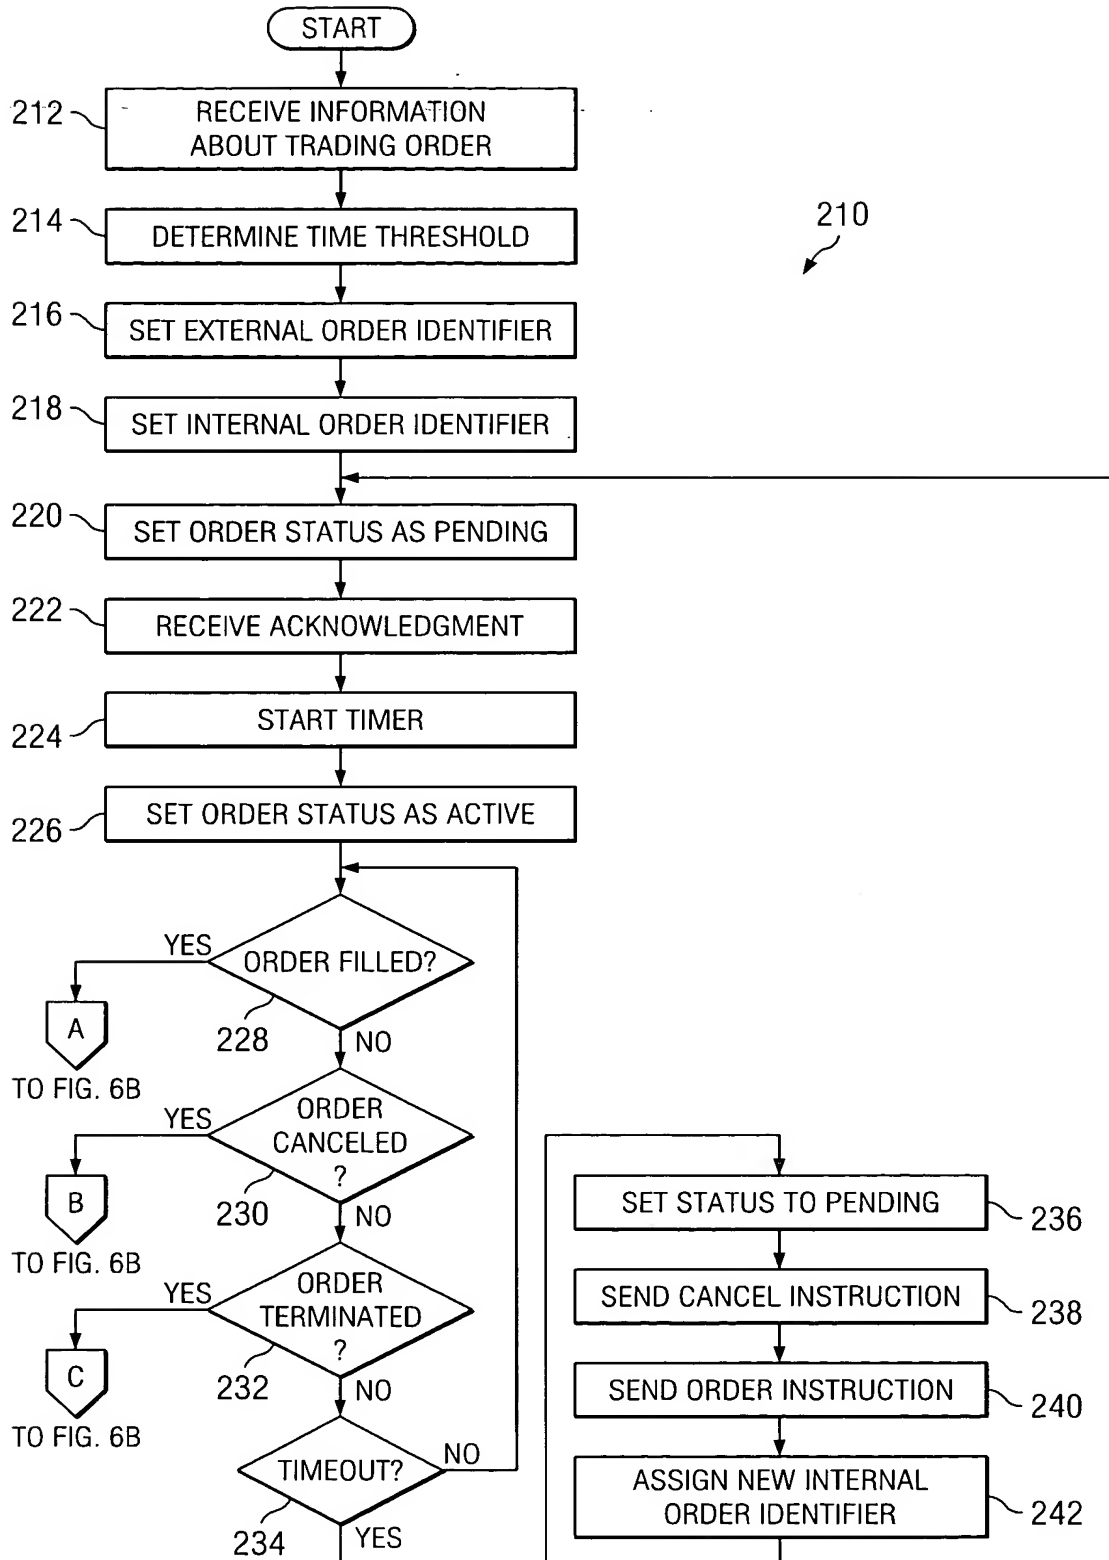 START
212
RECEIVE INFORMATION
ABOUT TRADING ORDER
214
DETERMINE TIME THRESHOLD
210
216
SET EXTERNAL ORDER IDENTIFIER
218
SET INTERNAL ORDER IDENTIFIER
220
SET ORDER STATUS AS PENDING
222
RECEIVE ACKNOWLEDGMENT
224
START TIMER
226
SET ORDER STATUS AS ACTIVE
YES
ORDER FILLED?
228
NO
A
TO FIG. 6B
YES
ORDER
CANCELED
?
230
NO
B
TO FIG. 6B
YES
ORDER
TERMINATED
?
232
NO
C
TO FIG. 6B
TIMEOUT?
NO
234
YES
SET STATUS TO PENDING
236
SEND CANCEL INSTRUCTION
238
SEND ORDER INSTRUCTION
240
ASSIGN NEW INTERNAL
ORDER IDENTIFIER
242